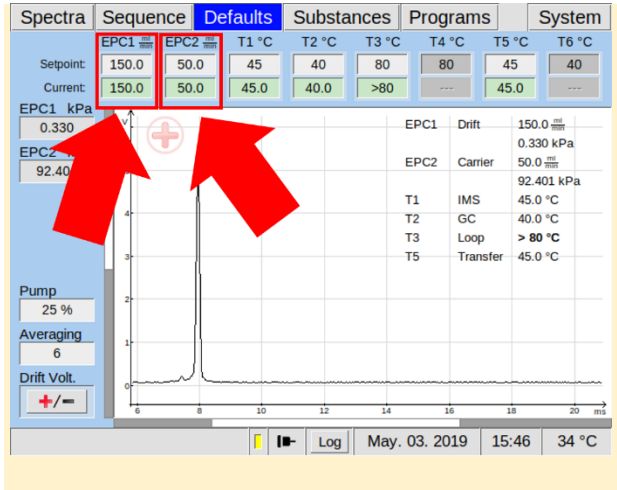 Spectra Sequence Defaults Substances Programs System
EPC1 ml/min EPC2 ml/min T1 °C T2 °C T3 °C T4 °C T5 °C T6 °C
Setpoint: 150.0 50.0 45 40 80 80 45 40
Current: 150.0 50.0 45.0 40.0 >80 --- 45.0 ---
EPC1 kPa
0.330
EPC2
92.40
V
4
3
2
1
0
6 8 10 12 14 16 18 20 ms
EPC1 Drift 150.0 ml/min
0.330 kPa
EPC2 Carrier 50.0 ml/min
92.401 kPa
T1 IMS 45.0 °C
T2 GC 40.0 °C
T3 Loop > 80 °C
T5 Transfer 45.0 °C
Pump
25 %
Averaging
6
Drift Volt.
+/-
Log May. 03. 2019 15:46 34 °C